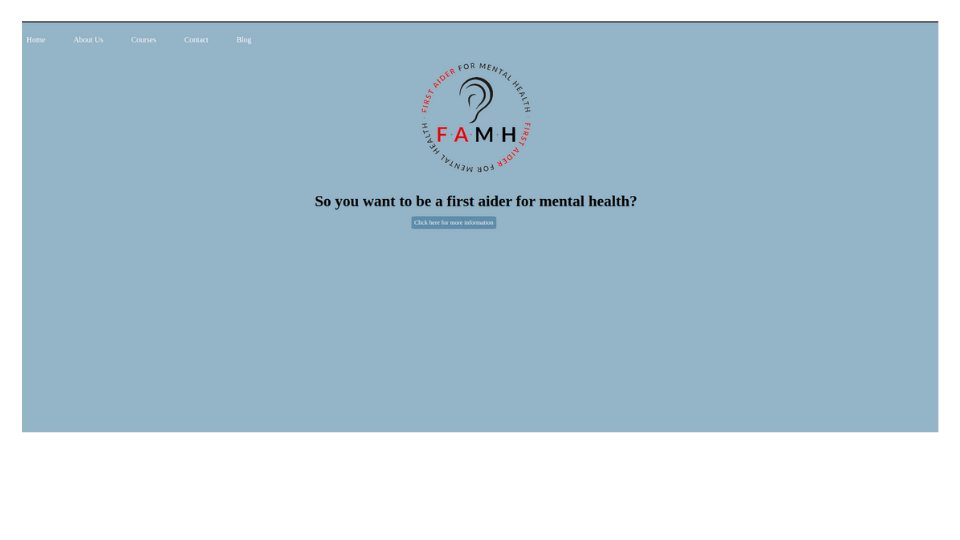 Home About Us Courses Contact Blog
FIRST AIDER FOR MENTAL HEALTH · FIRST AIDER FOR MENTAL HEALTH ·
F·A·M·H
So you want to be a first aider for mental health?
Click here for more information